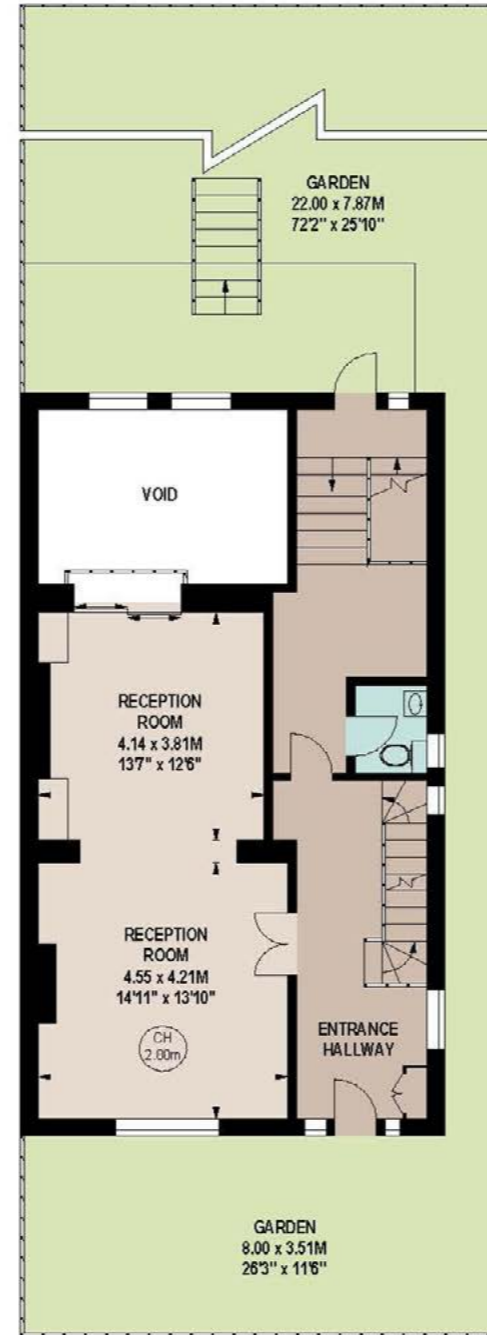 GARDEN
22.00 x 7.87M
72'2" x 25'10"
VOID
RECEPTION
ROOM
4.14 x 3.81M
13'7" x 12'6"
RECEPTION
ROOM
4.55 x 4.21M
14'11" x 13'10"
CH
2.80m
ENTRANCE
HALLWAY
GARDEN
8.00 x 3.51M
26'3" x 11'6"